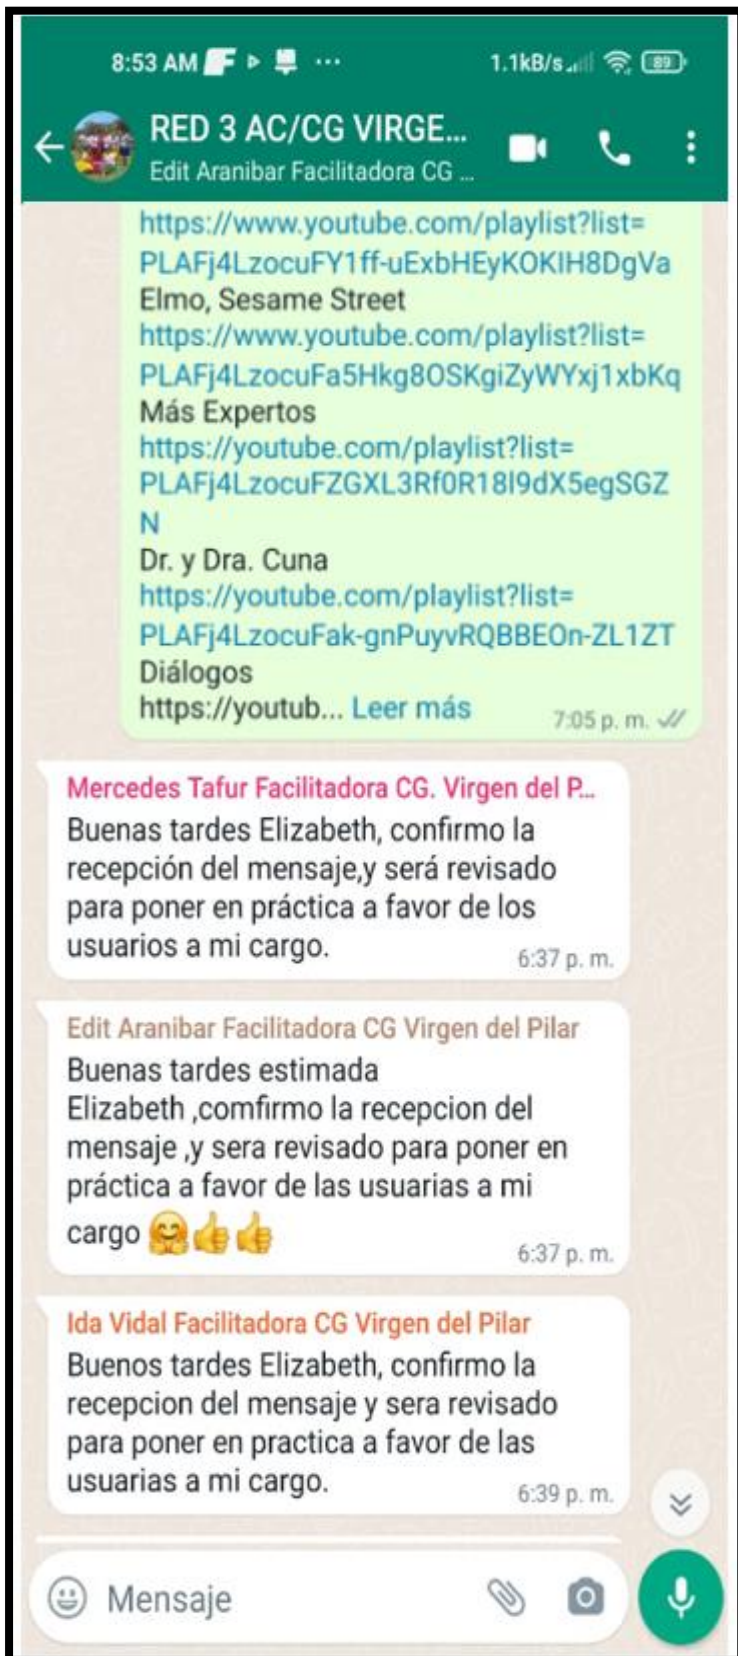 8:53 AM
1.1kB/s
89
RED 3 AC/CG VIRGE...
Edit Aranibar Facilitadora CG ...
https://www.youtube.com/playlist?list=
PLAFj4LzocuFY1ff-uExbHEyKOKIH8DgVa
Elmo, Sesame Street
https://www.youtube.com/playlist?list=
PLAFj4LzocuFa5Hkg8OSKgiZyWYxj1xbKq
Más Expertos
https://youtube.com/playlist?list=
PLAFj4LzocuFZGXL3Rf0R18l9dX5egSGZ
N
Dr. y Dra. Cuna
https://youtube.com/playlist?list=
PLAFj4LzocuFak-gnPuyvRQBBEOn-ZL1ZT
Diálogos
https://youtub... Leer más
7:05 p. m.
Mercedes Tafur Facilitadora CG. Virgen del P...
Buenas tardes Elizabeth, confirmo la
recepción del mensaje,y será revisado
para poner en práctica a favor de los
usuarios a mi cargo.
6:37 p. m.
Edit Aranibar Facilitadora CG Virgen del Pilar
Buenas tardes estimada
Elizabeth ,comfirmo la recepcion del
mensaje ,y sera revisado para poner en
práctica a favor de las usuarias a mi
cargo 🤗👍👍
6:37 p. m.
Ida Vidal Facilitadora CG Virgen del Pilar
Buenos tardes Elizabeth, confirmo la
recepcion del mensaje y sera revisado
para poner en practica a favor de las
usuarias a mi cargo.
6:39 p. m.
Mensaje